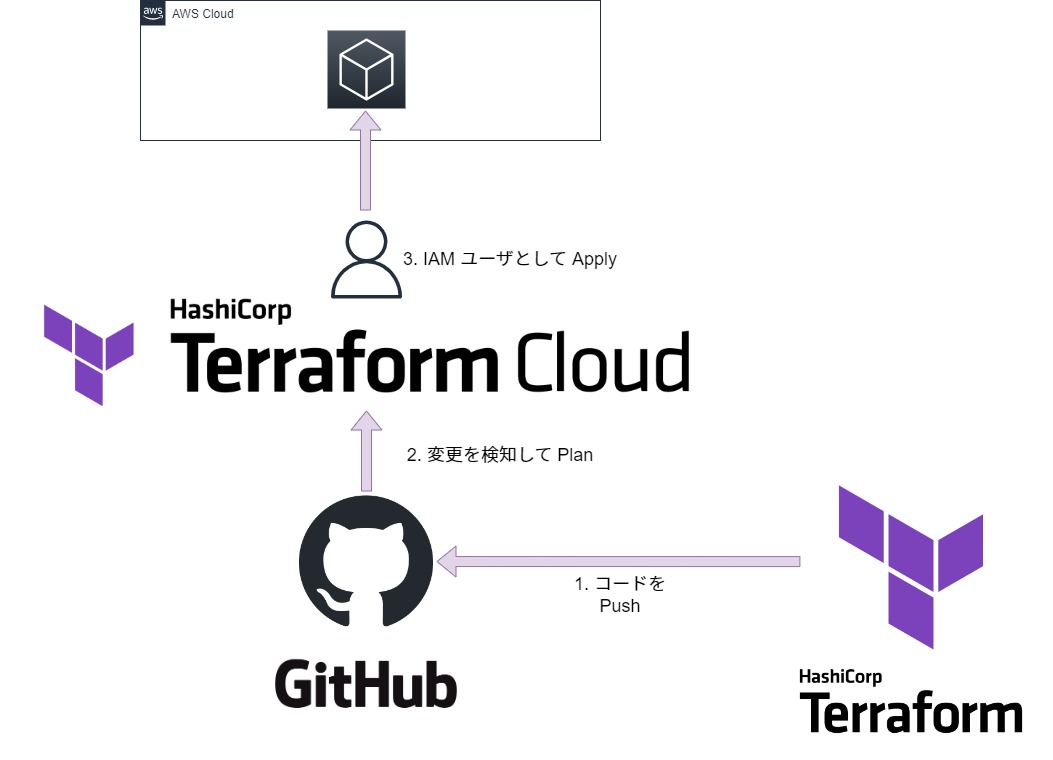 aws
AWS Cloud
3. IAM ユーザとして Apply
HashiCorp
Terraform Cloud
2. 変更を検知して Plan
1. コードを
Push
GitHub
HashiCorp
Terraform